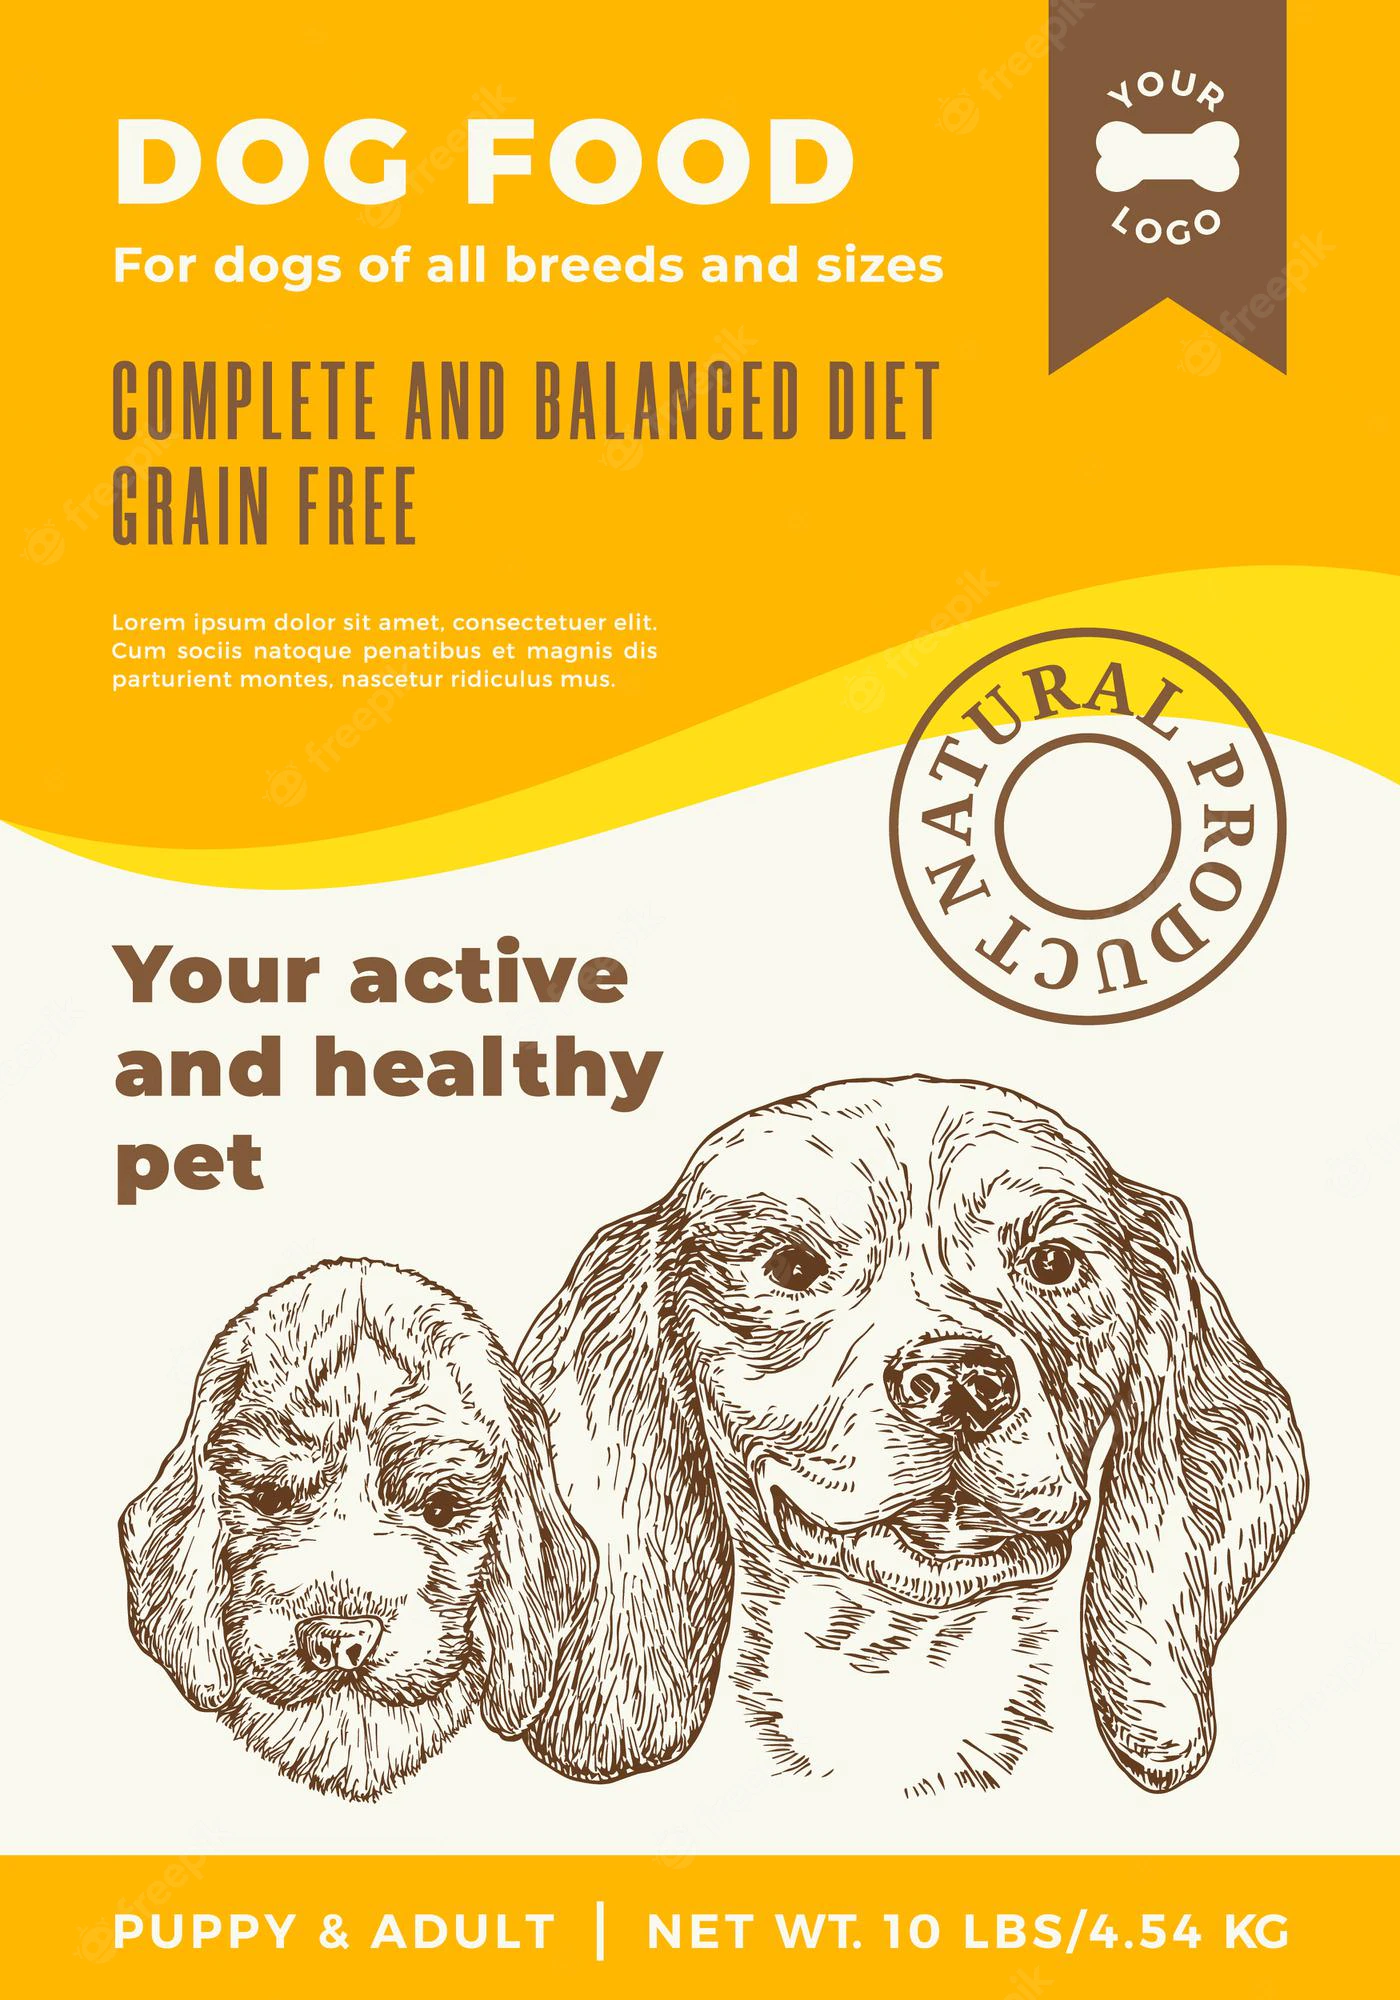 YOUR
LOGO
DOG FOOD
For dogs of all breeds and sizes
COMPLETE AND BALANCED DIET
GRAIN FREE
Lorem ipsum dolor sit amet, consectetuer elit.
Cum sociis natoque penatibus et magnis dis
parturient montes, nascetur ridiculus mus.
NATURAL PRODUCT
Your active
and healthy
pet
PUPPY & ADULT | NET WT. 10 LBS/4.54 KG
freepik